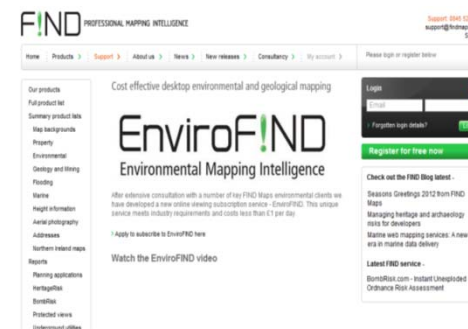 F!ND PROFESSIONAL MAPPING INTELLIGENCE
Support: 0845
support@findmap
Home Products Support About us News New releases Consultancy My account
Please login or register below
Our products
Full product list
Summary product lists
Map backgrounds
Property
Environmental
Geology and Mining
Flooding
Marine
Height information
Aerial photography
Addresses
Northern Ireland maps
Reports
Planning applications
HeritageRisk
BombRisk
Protected views
Underground utilities
Cost effective desktop environmental and geological mapping
EnviroF!ND
Environmental Mapping Intelligence
After extensive consultation with a number of key FIND Maps environmental clients we
have developed a new online viewing subscription service - EnviroFIND. This unique
service meets industry requirements and costs less than £1 per day.
Apply to subscribe to EnviroFIND here
Watch the EnviroFIND video
Login
Email
Forgotten login details?
Register for free now
Check out the FIND Blog latest -
Seasons Greetings 2012 from FIND
Maps
Managing heritage and archaeology
risks for developers
Marine web mapping services: A new
era in marine data delivery
Latest FIND service -
BombRisk.com - Instant Unexploded
Ordnance Risk Assessment